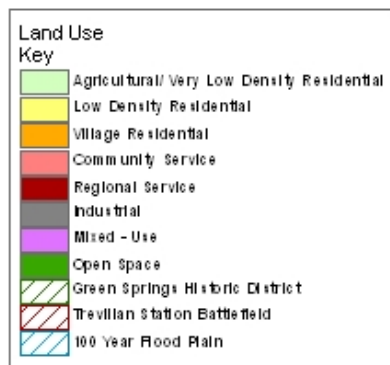 Land Use
Key
Agricultural/ Very Low Density Residential
Low Density Residential
Village Residential
Community Service
Regional Service
Industrial
Mixed - Use
Open Space
Green Springs Historic District
Trevilian Station Battlefield
100 Year Flood Plain